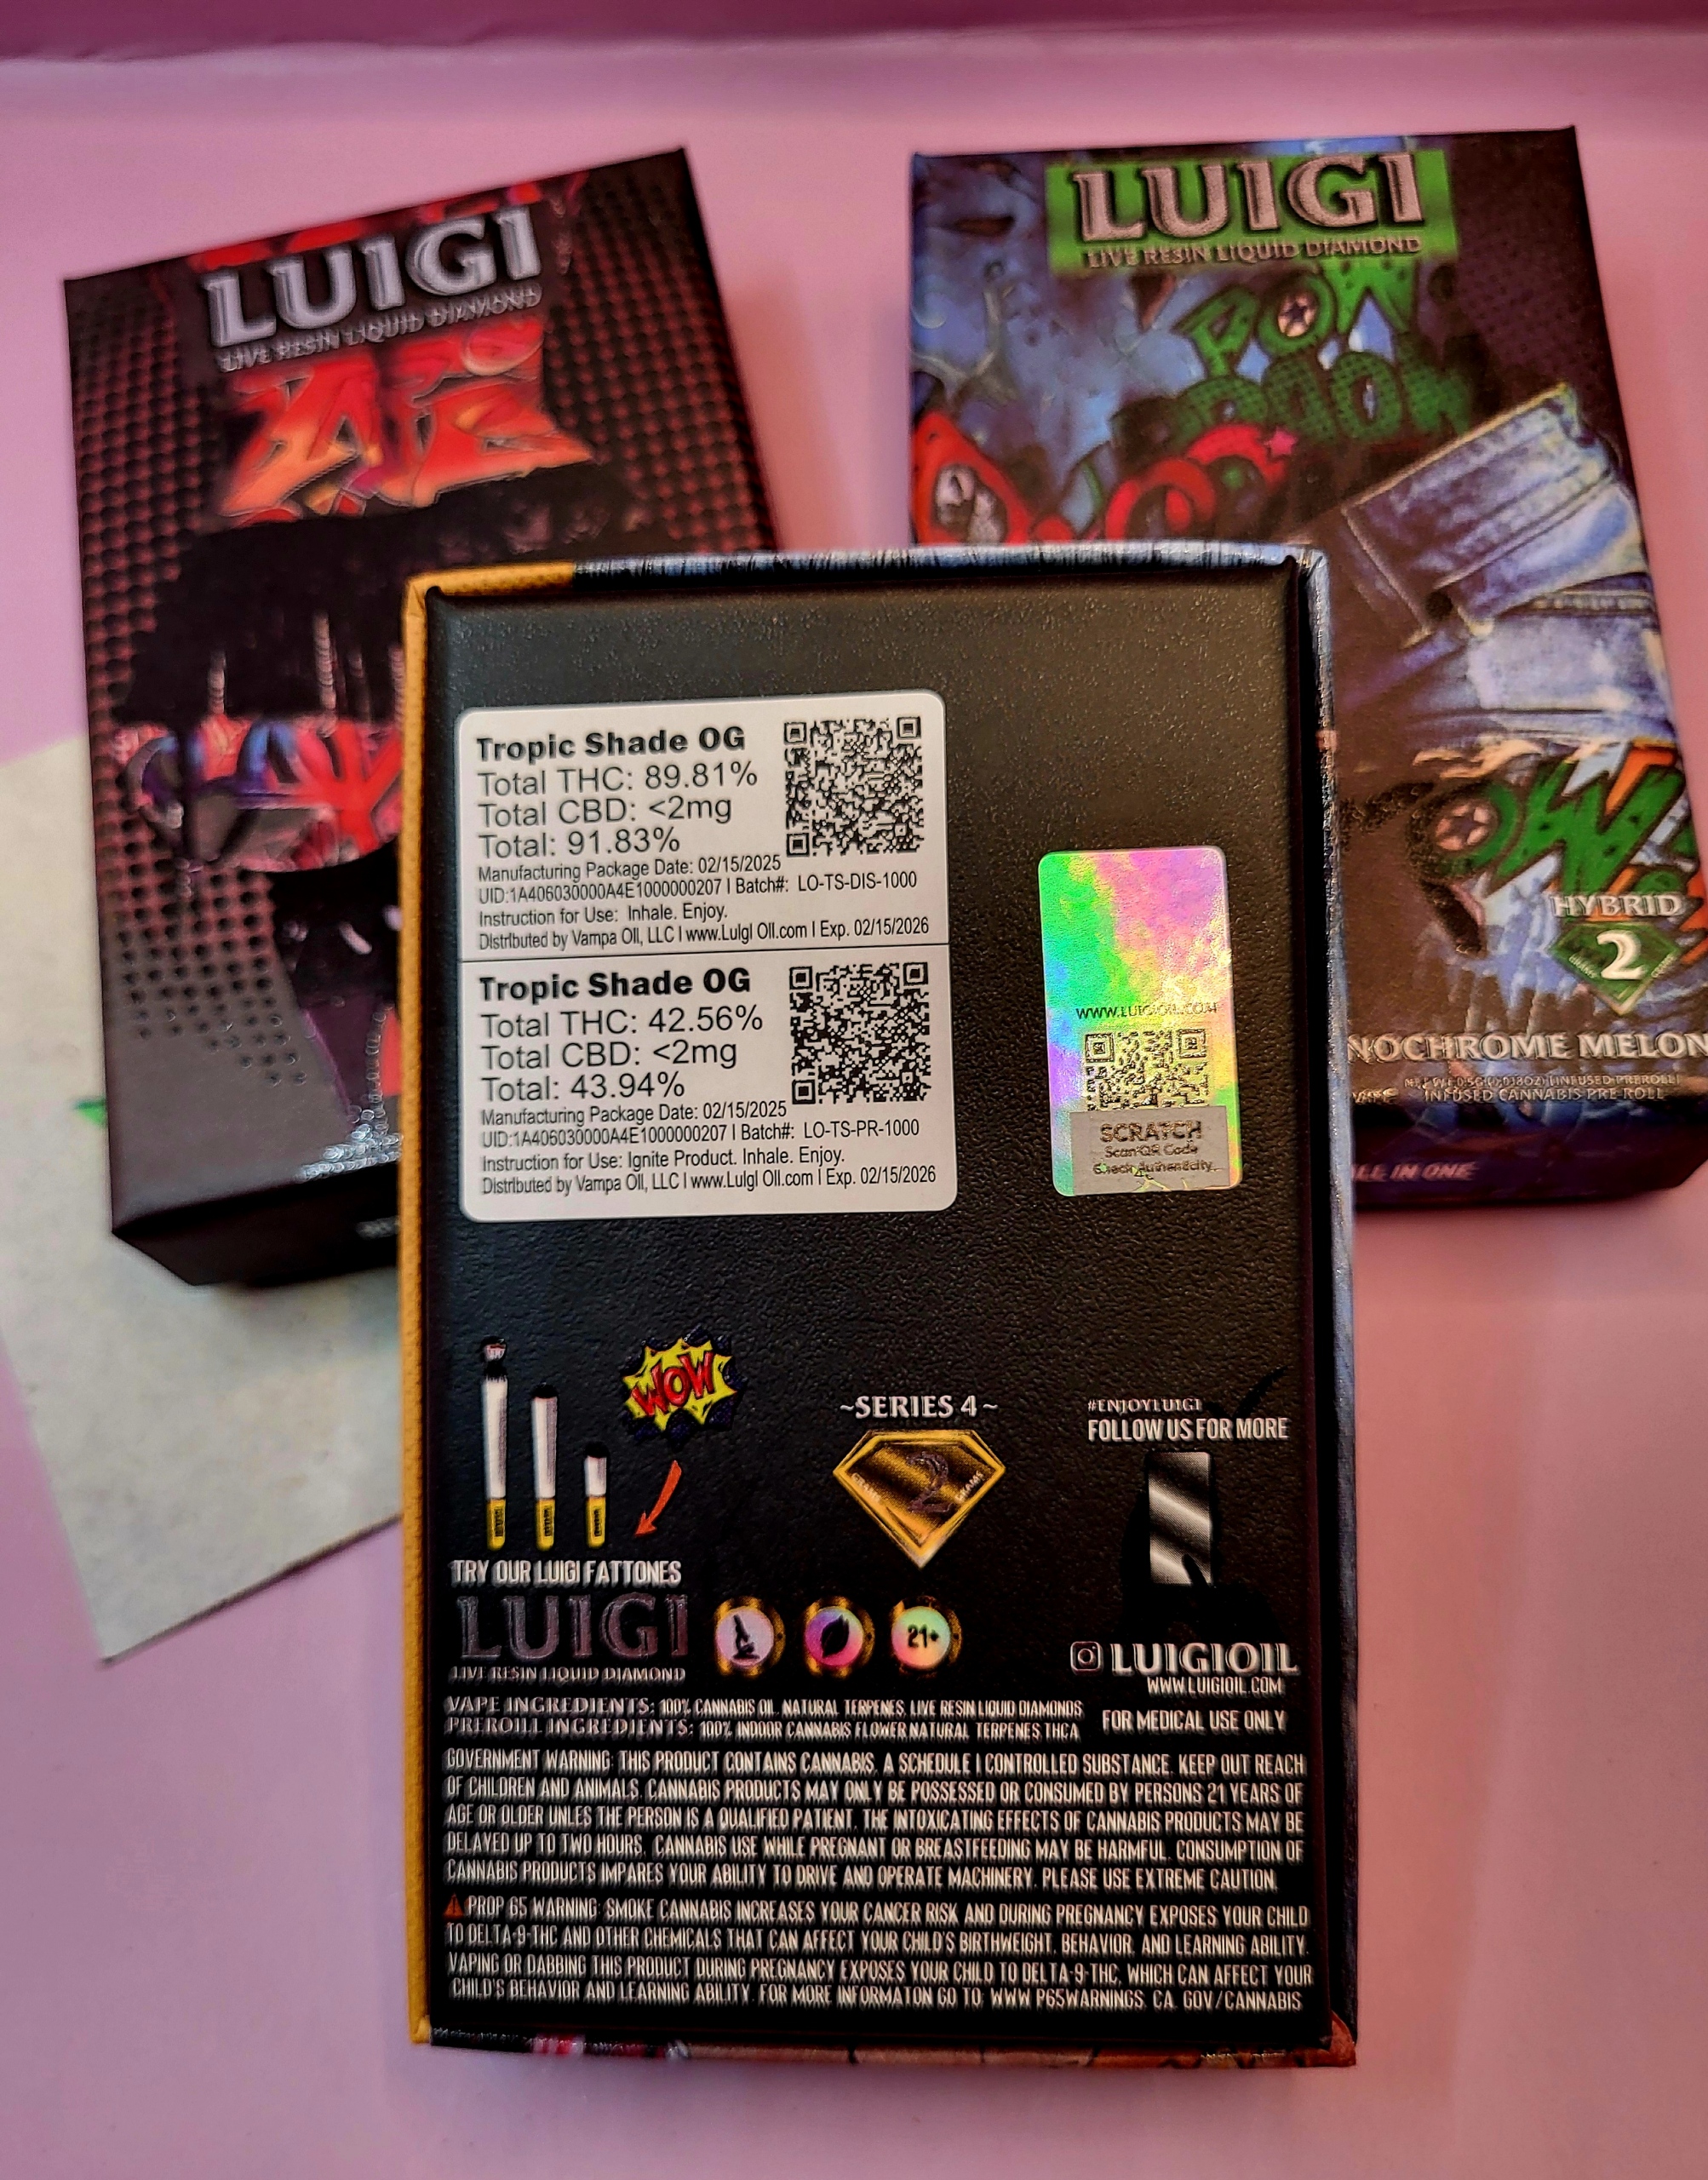 LUIGI
LIVE RESIN LIQUID DIAMOND
LUIGI
LIVE RESIN LIQUID DIAMOND
POW
HYBRID
2
NOCHROME MELON
INFUSED CANNABIS PRE ROLL
LL IN ONE
Tropic Shade OG
Total THC: 89.81%
Total CBD: <2mg
Total: 91.83%
Manufacturing Package Date: 02/15/2025
UID:1A406030000A4E1000000207 | Batch#: LO-TS-DIS-1000
Instruction for Use: Inhale. Enjoy.
Distributed by Vampa Oil, LLC | www.Luigi Oil.com | Exp. 02/15/2026
Tropic Shade OG
Total THC: 42.56%
Total CBD: <2mg
Total: 43.94%
Manufacturing Package Date: 02/15/2025
UID:1A406030000A4E1000000207 | Batch#: LO-TS-PR-1000
Instruction for Use: Ignite Product. Inhale. Enjoy.
Distributed by Vampa Oil, LLC | www.Luigi Oil.com | Exp. 02/15/2026
WWW.LUIGIOIL.COM
SCRATCH
Scan QR Code
Check Authenticity
WOW
TRY OUR LUIGI FATTONES
~SERIES 4~
2
GRAMS
#ENJOYLUIGI
FOLLOW US FOR MORE
LUIGI
LIVE RESIN LIQUID DIAMOND
21+
LUIGIOIL
WWW.LUIGIOIL.COM
VAPE INGREDIENTS: 100% CANNABIS OIL, NATURAL TERPENES, LIVE RESIN LIQUID DIAMONDS
PREROLL INGREDIENTS: 100% INDOOR CANNABIS FLOWER NATURAL TERPENES THCA
FOR MEDICAL USE ONLY
GOVERNMENT WARNING: THIS PRODUCT CONTAINS CANNABIS, A SCHEDULE I CONTROLLED SUBSTANCE. KEEP OUT REACH
OF CHILDREN AND ANIMALS. CANNABIS PRODUCTS MAY ONLY BE POSSESSED OR CONSUMED BY PERSONS 21 YEARS OF
AGE OR OLDER UNLES THE PERSON IS A QUALIFIED PATIENT. THE INTOXICATING EFFECTS OF CANNABIS PRODUCTS MAY BE
DELAYED UP TO TWO HOURS. CANNABIS USE WHILE PREGNANT OR BREASTFEEDING MAY BE HARMFUL. CONSUMPTION OF
CANNABIS PRODUCTS IMPARES YOUR ABILITY TO DRIVE AND OPERATE MACHINERY. PLEASE USE EXTREME CAUTION.
PROP 65 WARNING: SMOKE CANNABIS INCREASES YOUR CANCER RISK AND DURING PREGNANCY EXPOSES YOUR CHILD
TO DELTA-9-THC AND OTHER CHEMICALS THAT CAN AFFECT YOUR CHILD'S BIRTHWEIGHT, BEHAVIOR, AND LEARNING ABILITY.
VAPING OR DABBING THIS PRODUCT DURING PREGNANCY EXPOSES YOUR CHILD TO DELTA-9-THC, WHICH CAN AFFECT YOUR
CHILD'S BEHAVIOR AND LEARNING ABILITY. FOR MORE INFORMATON GO TO: WWW.P65WARNINGS.CA.GOV/CANNABIS